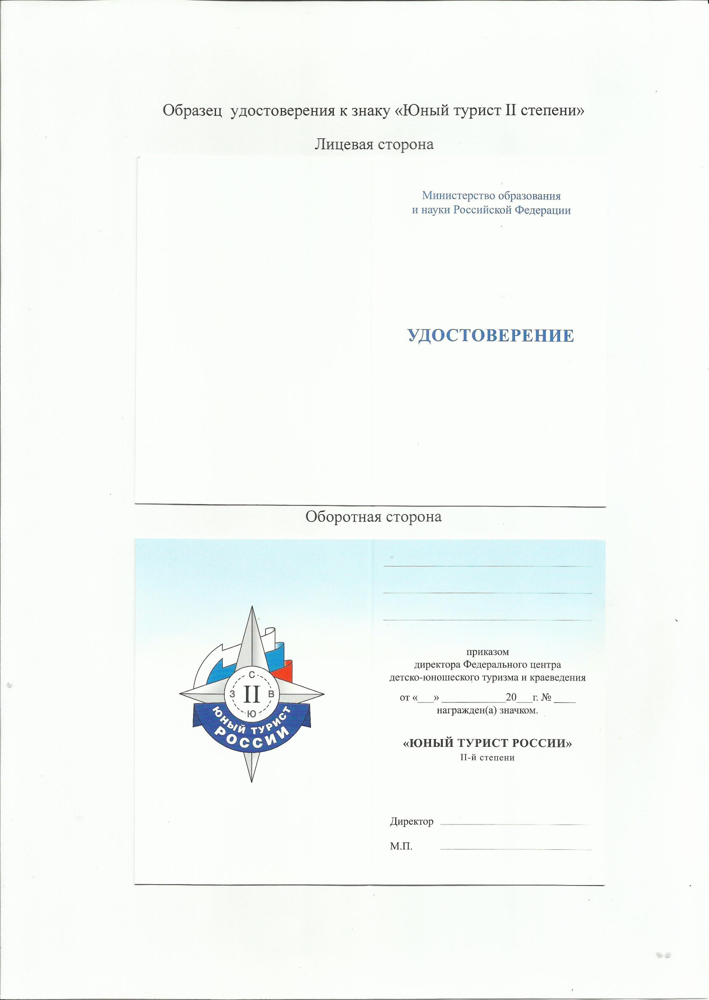 Образец удостоверения к знаку «Юный турист II степени»
Лицевая сторона
Министерство образования
и науки Российской Федерации
УДОСТОВЕРЕНИЕ
Оборотная сторона
С
З II В
Ю
ЮНЫЙ ТУРИСТ
РОССИИ
приказом
директора Федерального центра
детско-юношеского туризма и краеведения
от «___» ____________20___г. № ____
награжден(а) значком.
«ЮНЫЙ ТУРИСТ РОССИИ»
II-й степени
Директор
М.П.